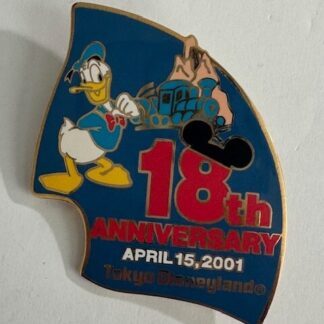 18th
ANNIVERSARY
APRIL 15, 2001
Tokyo Disneyland®